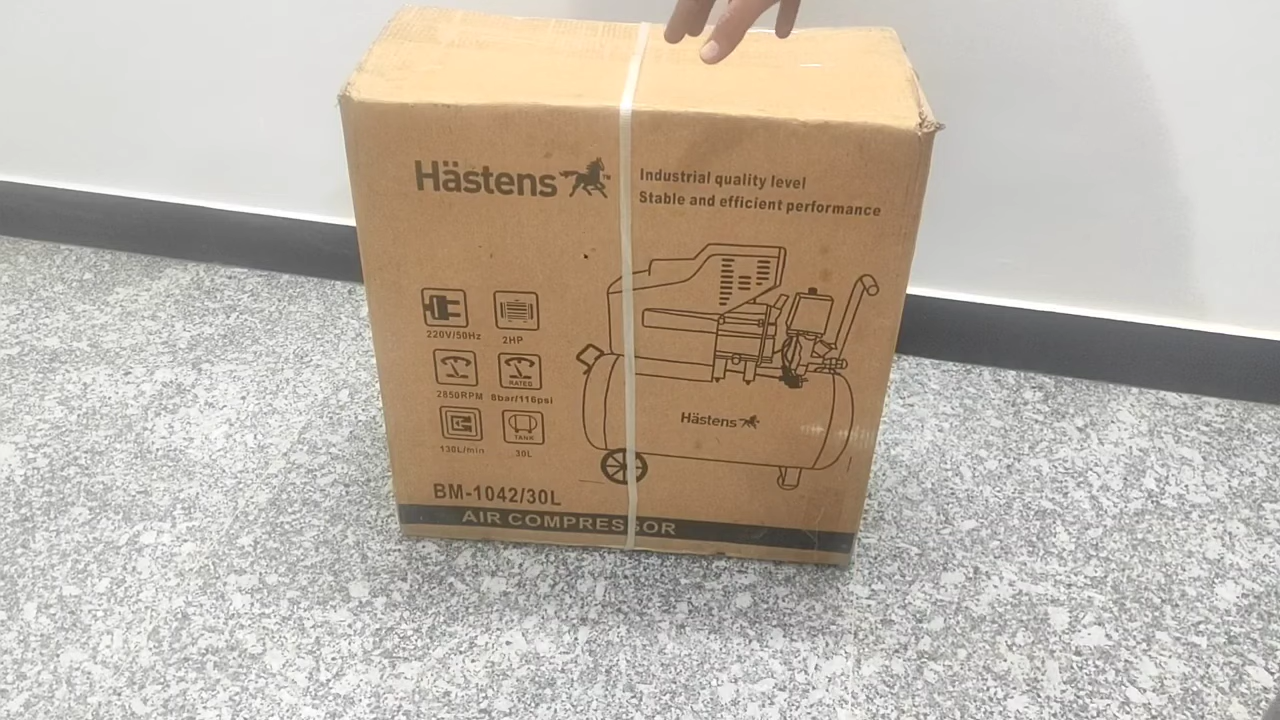 Hästens TM
Industrial quality level
Stable and efficient performance
220V/50Hz
2HP
RATED
2850RPM
8bar/116psi
TANK
130L/min
30L
Hästens
BM-1042/30L
AIR COMPRESSOR